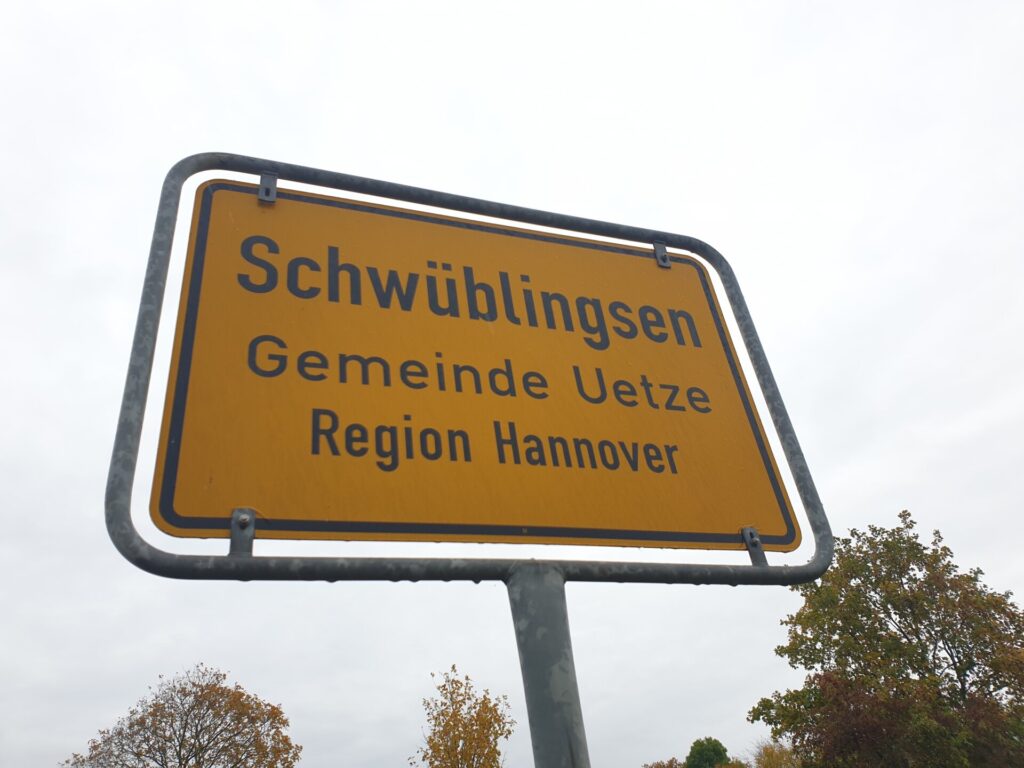 Schwüblingsen
Gemeinde Uetze
Region Hannover